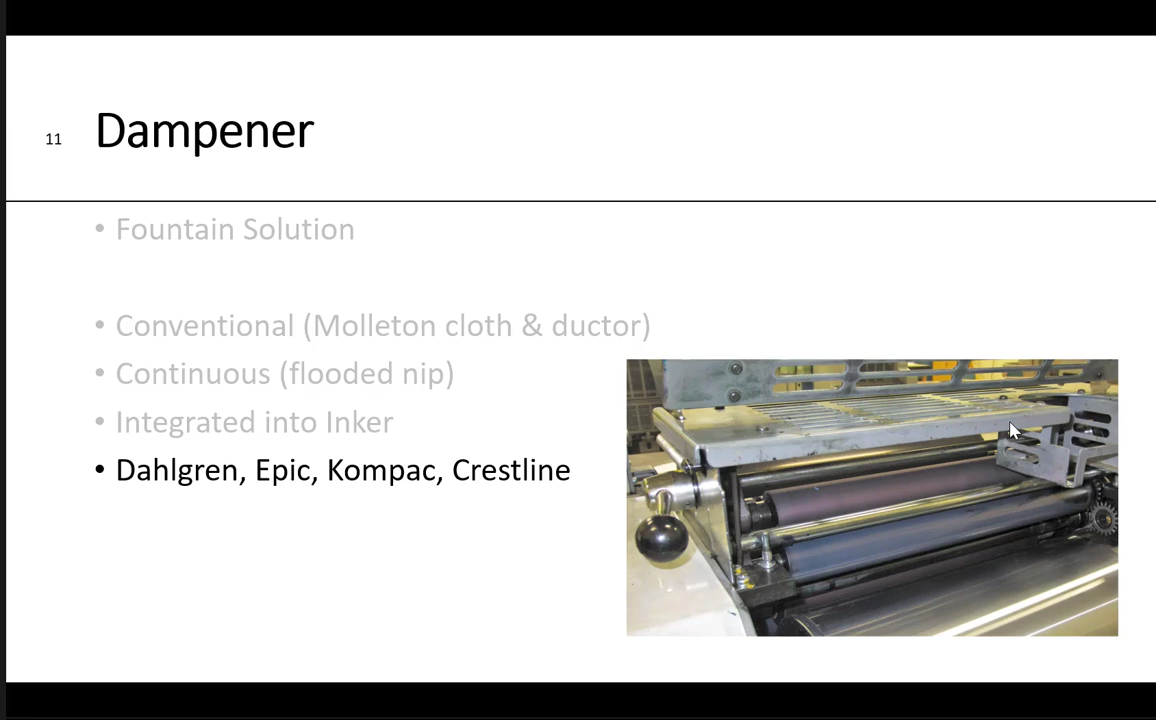 11 Dampener
• Fountain Solution
• Conventional (Molleton cloth & ductor)
• Continuous (flooded nip)
• Integrated into Inker
• Dahlgren, Epic, Kompac, Crestline